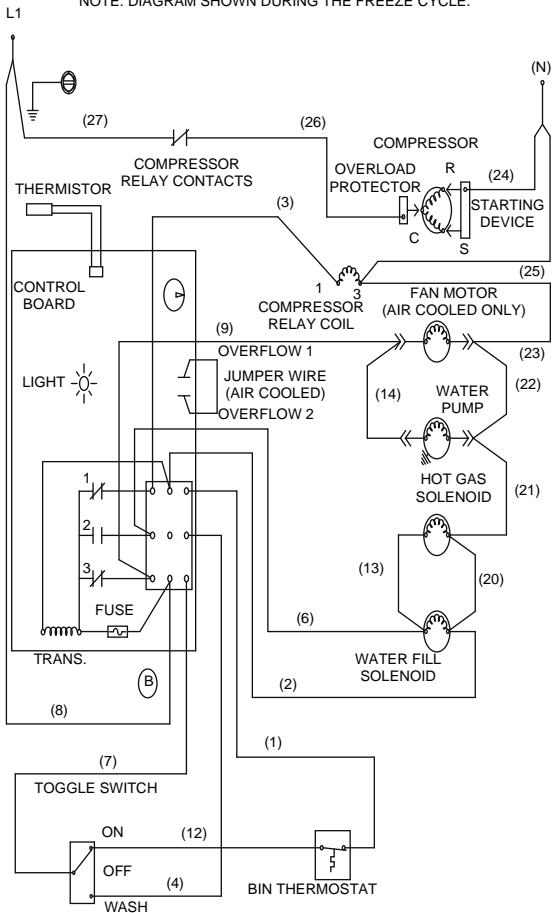 NOTE: DIAGRAM SHOWN DURING THE FREEZE CYCLE.
L1
(N)
(27)
(26)
COMPRESSOR
COMPRESSOR
RELAY CONTACTS
OVERLOAD
PROTECTOR
R
(24)
THERMISTOR
(3)
STARTING
DEVICE
C
S
CONTROL
BOARD
1
3
(25)
COMPRESSOR
RELAY COIL
FAN MOTOR
(AIR COOLED ONLY)
(9)
(23)
OVERFLOW 1
LIGHT
JUMPER WIRE
(AIR COOLED)
(14)
(22)
OVERFLOW 2
WATER
PUMP
1
HOT GAS
SOLENOID
(21)
2
3
(13)
(20)
FUSE
(6)
TRANS.
WATER FILL
SOLENOID
B
(2)
(8)
(1)
(7)
TOGGLE SWITCH
ON
(12)
OFF
(4)
BIN THERMOSTAT
WASH